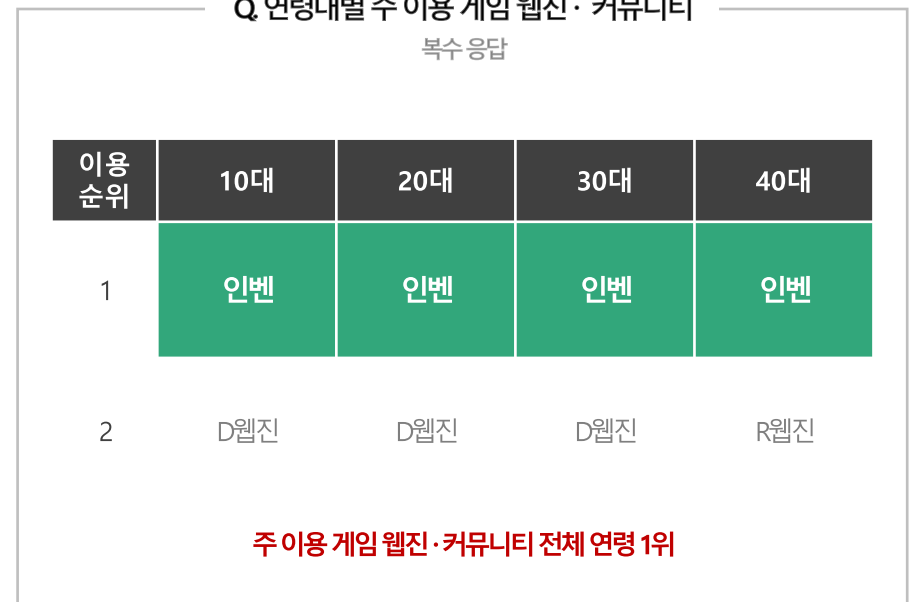 Q. 연령대별 주 이용 게임 웹진 · 커뮤니티
복수 응답
이용 순위 10대 20대 30대 40대
1 인벤 인벤 인벤 인벤
2 D웹진 D웹진 D웹진 R웹진
주 이용 게임 웹진 · 커뮤니티 전체 연령 1위